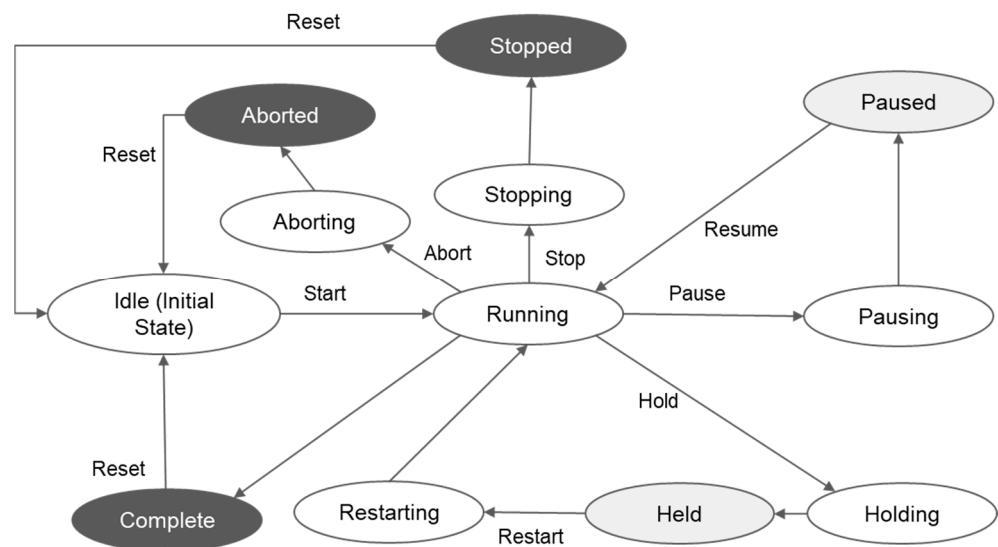 Reset
Stopped
Paused
Aborted
Reset
Stopping
Aborting
Resume
Abort
Stop
Idle (Initial
State)
Start
Running
Pause
Pausing
Hold
Reset
Complete
Restarting
Held
Holding
Restart